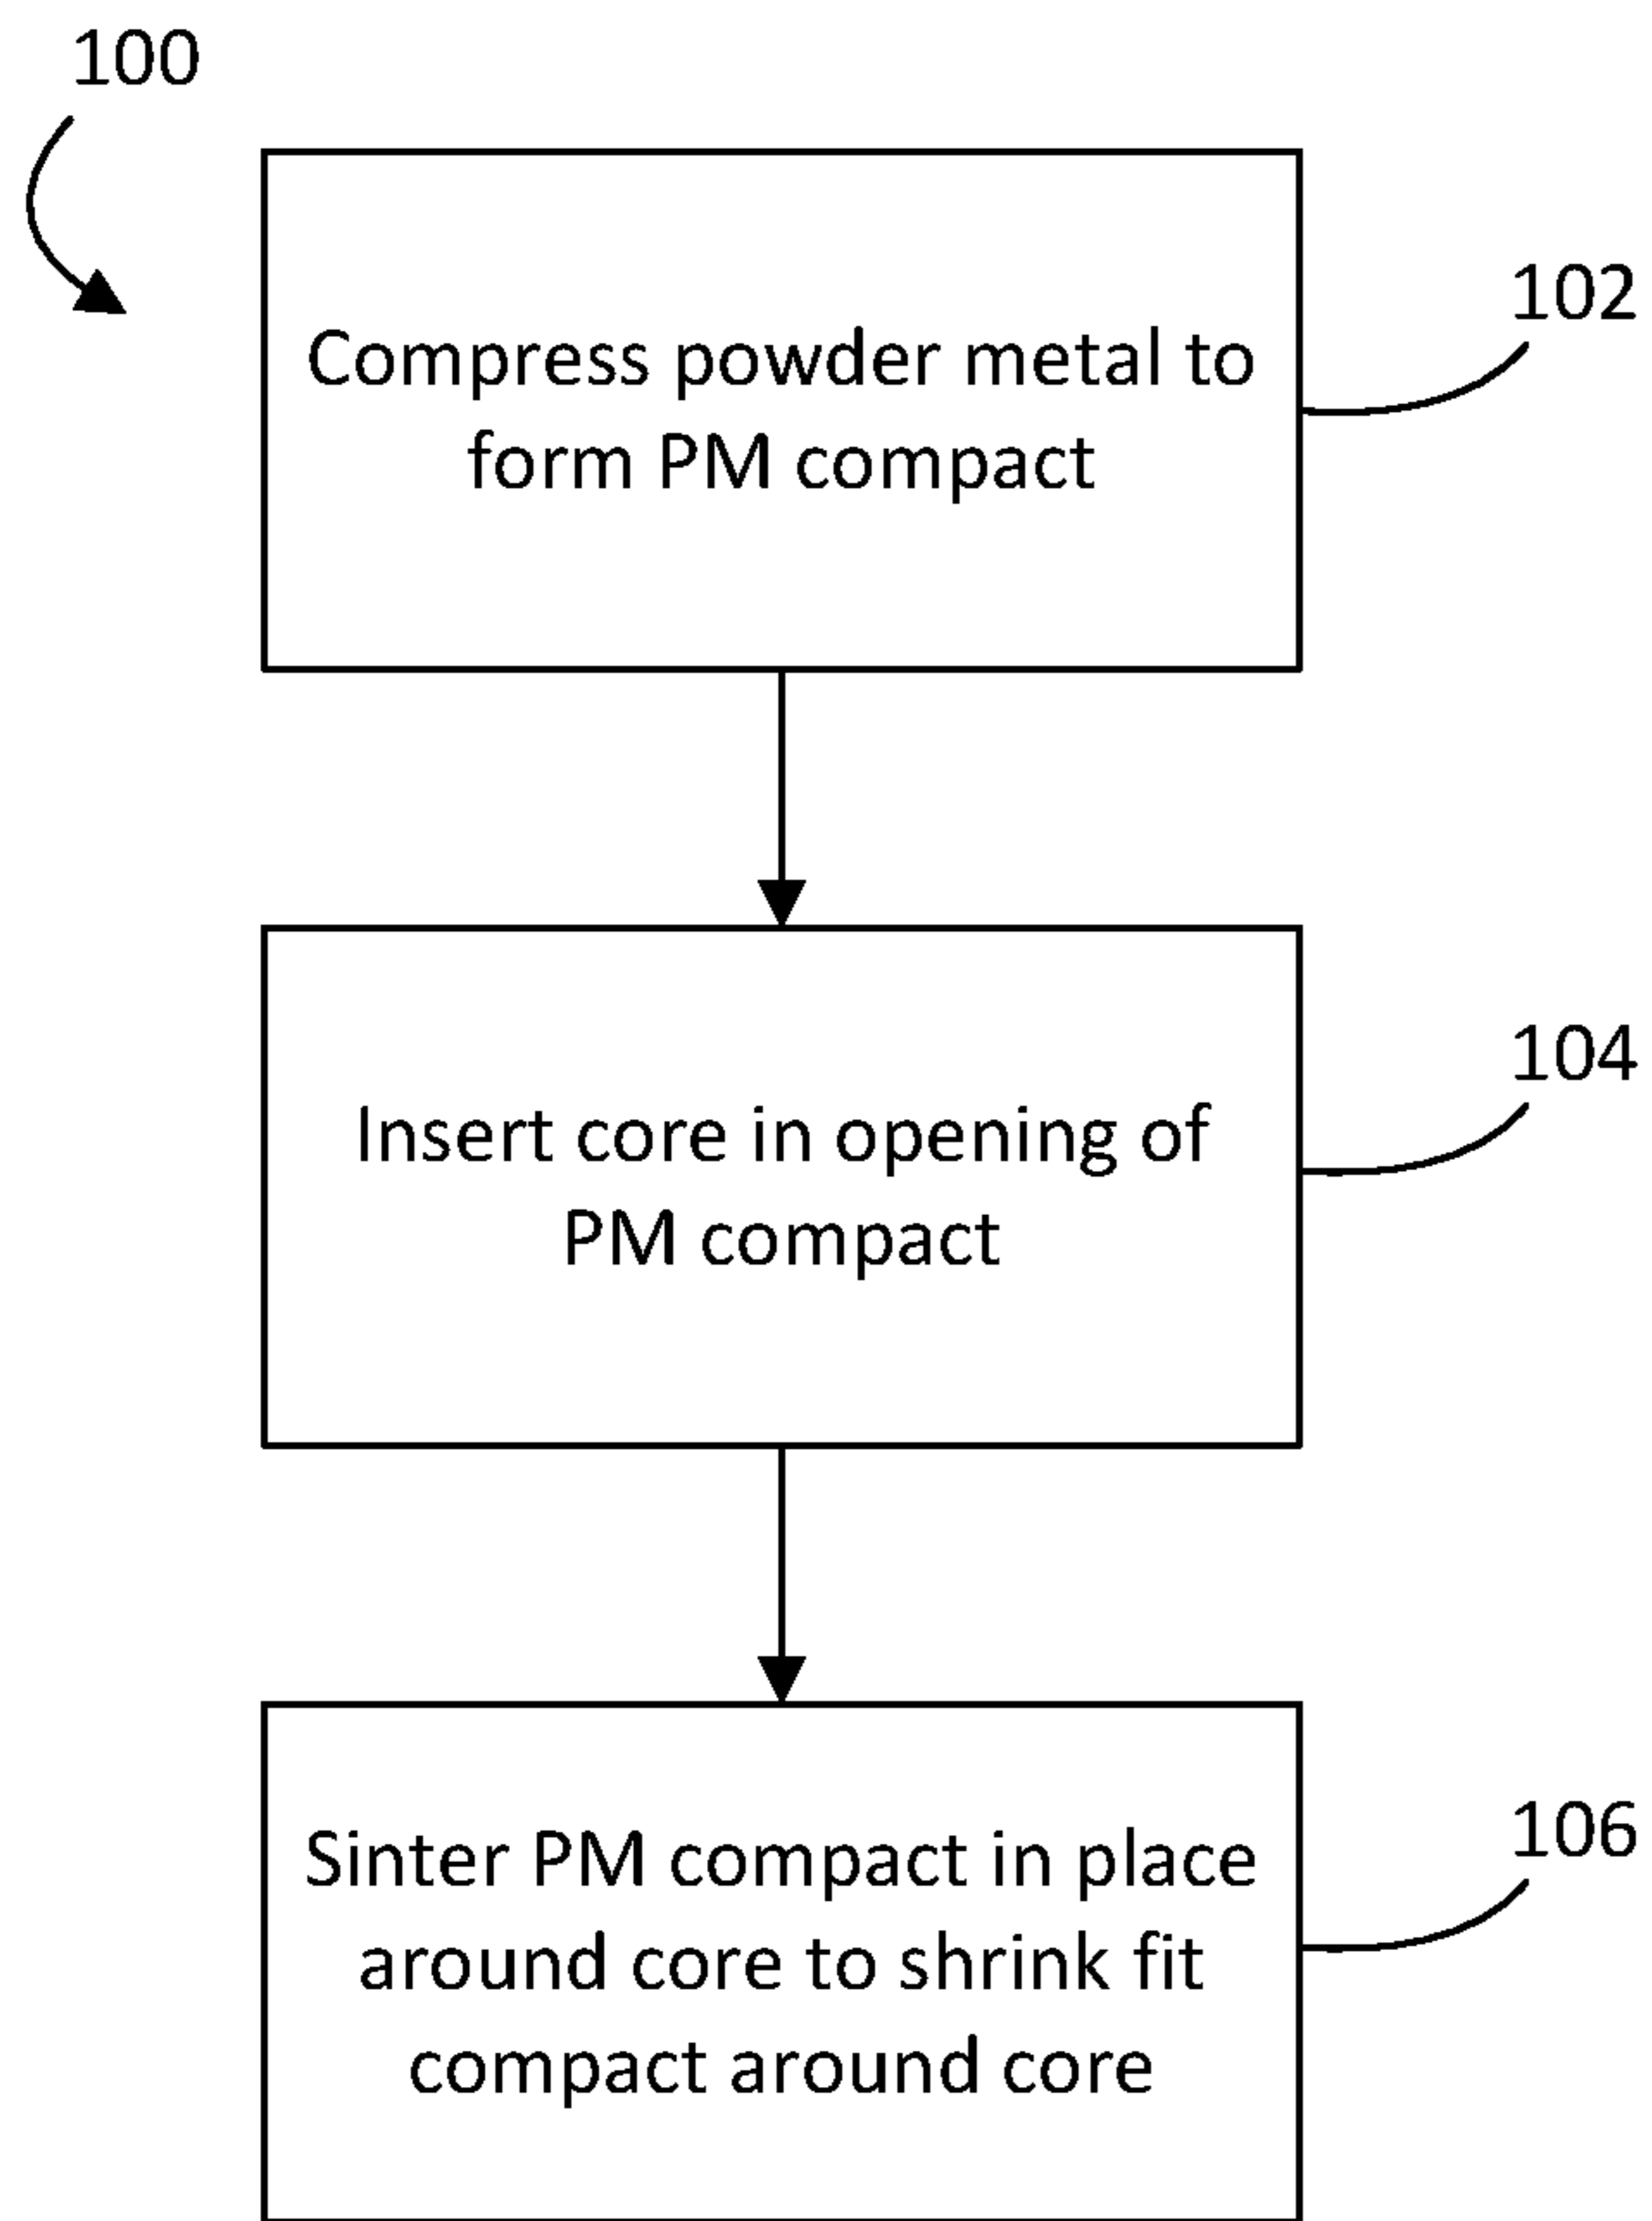 100
102
Compress powder metal to
form PM compact
104
Insert core in opening of
PM compact
106
Sinter PM compact in place
around core to shrink fit
compact around core